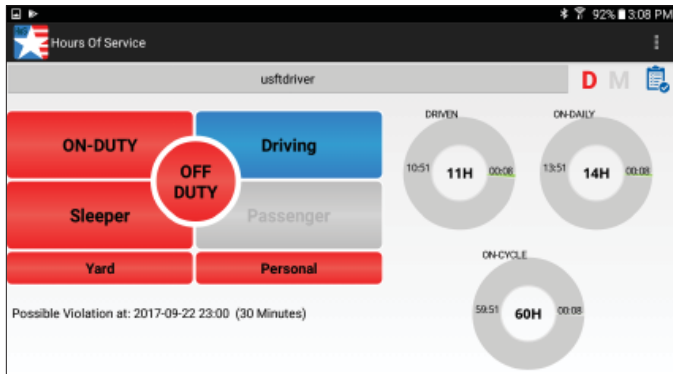 92% 3:08 PM
Hours Of Service
usftdriver
D M
ON-DUTY
Driving
OFF
DUTY
Sleeper
Passenger
Yard
Personal
Possible Violation at: 2017-09-22 23:00 (30 Minutes)
DRIVEN
10:51 11H 00:08
ON-DAILY
13:51 14H 00:08
ON-CYCLE
59:51 60H 00:08